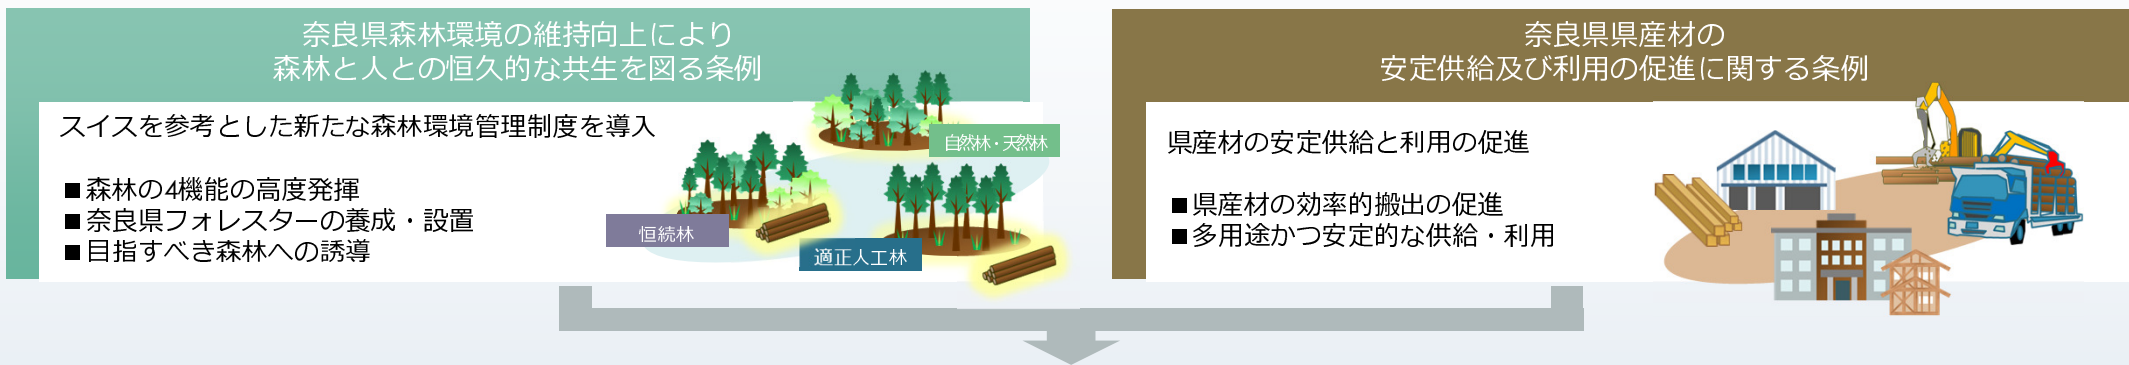 奈良県森林環境の維持向上により
森林と人との恒久的な共生を図る条例
スイスを参考とした新たな森林環境管理制度を導入
■森林の4機能の高度発揮
■奈良県フォレスターの養成・設置
■目指すべき森林への誘導
自然林・天然林
恒続林
適正人工林
奈良県県産材の
安定供給及び利用の促進に関する条例
県産材の安定供給と利用の促進
■県産材の効率的搬出の促進
■多用途かつ安定的な供給・利用